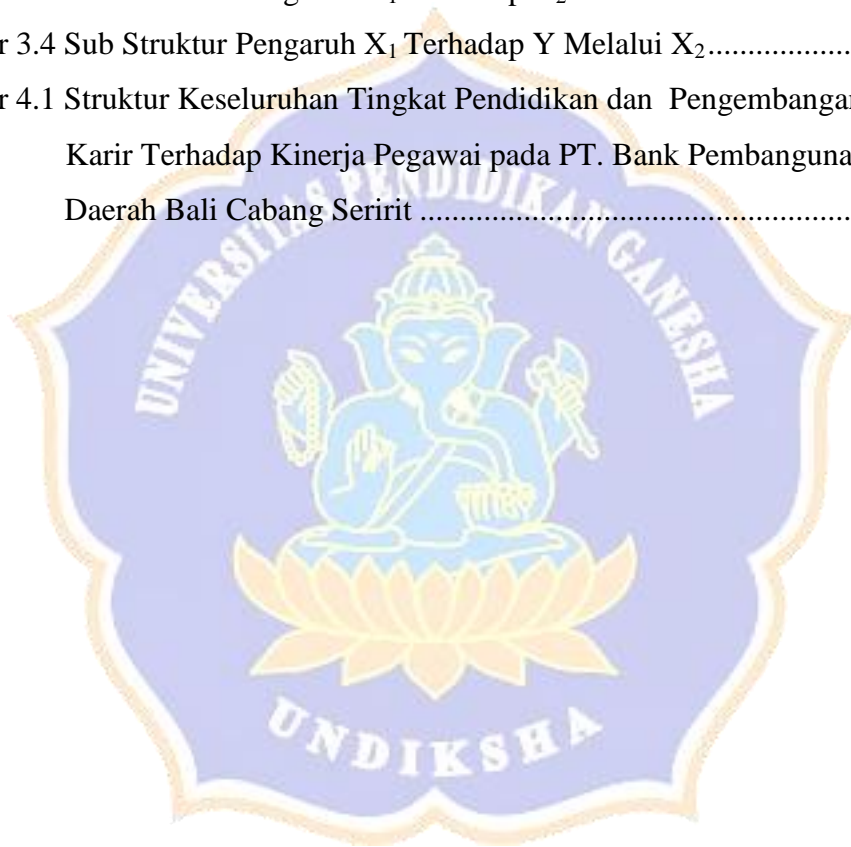 r 3.4 Sub Struktur Pengaruh X₁ Terhadap Y Melalui X₂..................
r 4.1 Struktur Keseluruhan Tingkat Pendidikan dan Pengembangan
Karir Terhadap Kinerja Pegawai pada PT. Bank Pembanguna
Daerah Bali Cabang Seririt ......................................................
UNIVERSITAS PENDIDIKAN GANESHA
UNDIKSHA